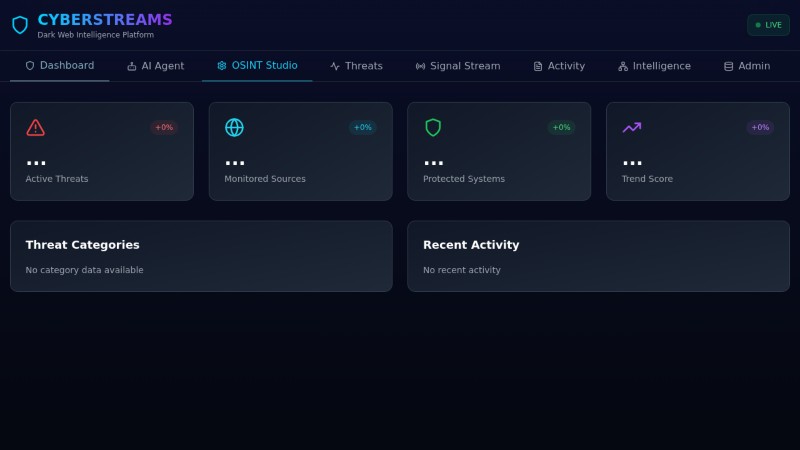 CYBERSTREAMS
Dark Web Intelligence Platform
LIVE
Dashboard
AI Agent
OSINT Studio
Threats
Signal Stream
Activity
Intelligence
Admin
+0%
...
Active Threats
+0%
...
Monitored Sources
+0%
...
Protected Systems
+0%
...
Trend Score
Threat Categories
No category data available
Recent Activity
No recent activity